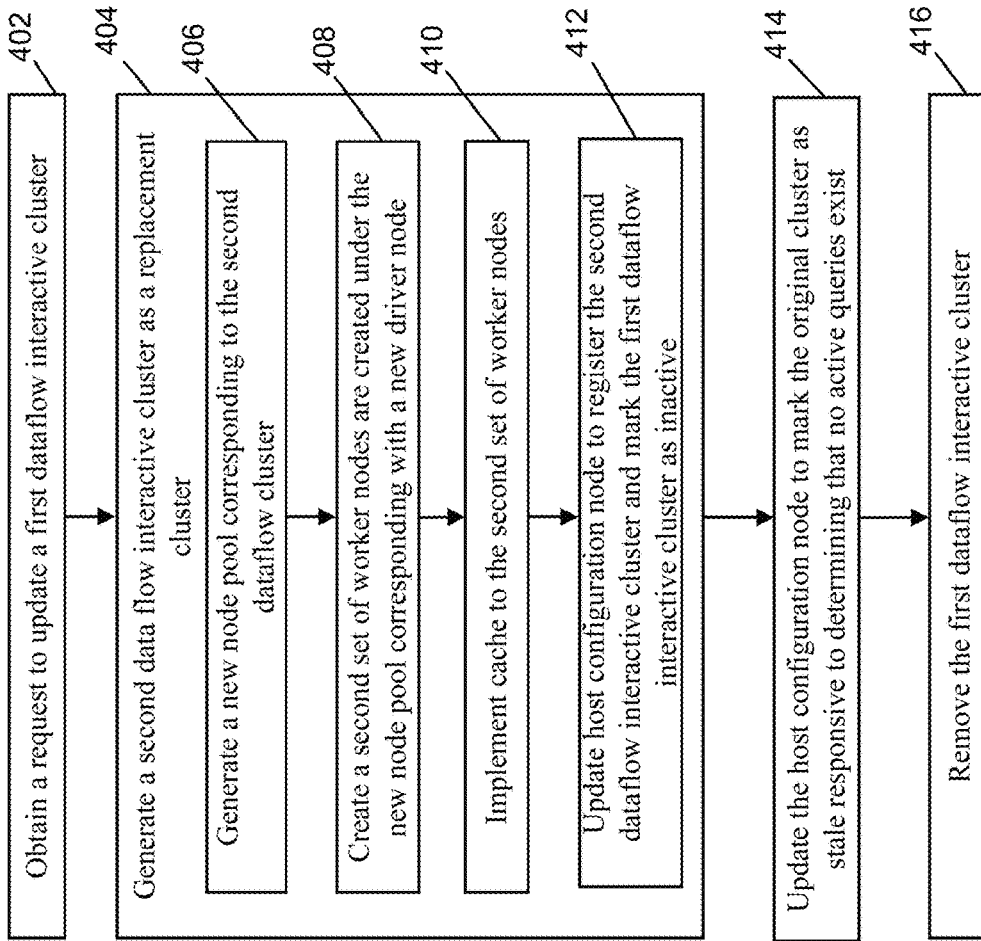 402
Obtain a request to update a first dataflow interactive cluster
404
Generate a second data flow interactive cluster as a replacement
cluster
406
Generate a new node pool corresponding to the second
dataflow cluster
408
Create a second set of worker nodes are created under the
new node pool corresponding with a new driver node
410
Implement cache to the second set of worker nodes
412
Update host configuration node to register the second
dataflow interactive cluster and mark the first dataflow
interactive cluster as inactive
414
Update the host configuration node to mark the original cluster as
stale responsive to determining that no active queries exist
416
Remove the first dataflow interactive cluster